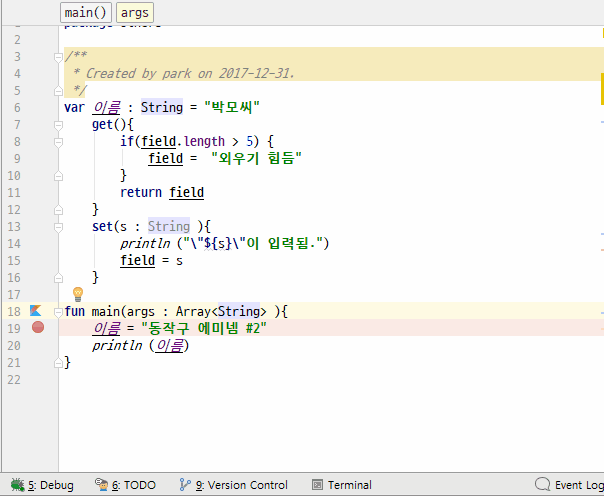 main() args
2
3 /**
4 * Created by park on 2017-12-31.
5 */
6 var 이름 : String = "박모씨"
7 get(){
8 if(field.length > 5) {
9 field = "외우기 힘듬"
10 }
11 return field
12 }
13 set(s : String ){
14 println ("\"${s}\"이 입력됨.")
15 field = s
16 }
17
18 fun main(args : Array<String> ){
19 이름 = "동작구 에미넴 #2"
20 println (이름)
21 }
22
5: Debug 6: TODO 9: Version Control Terminal Event Log